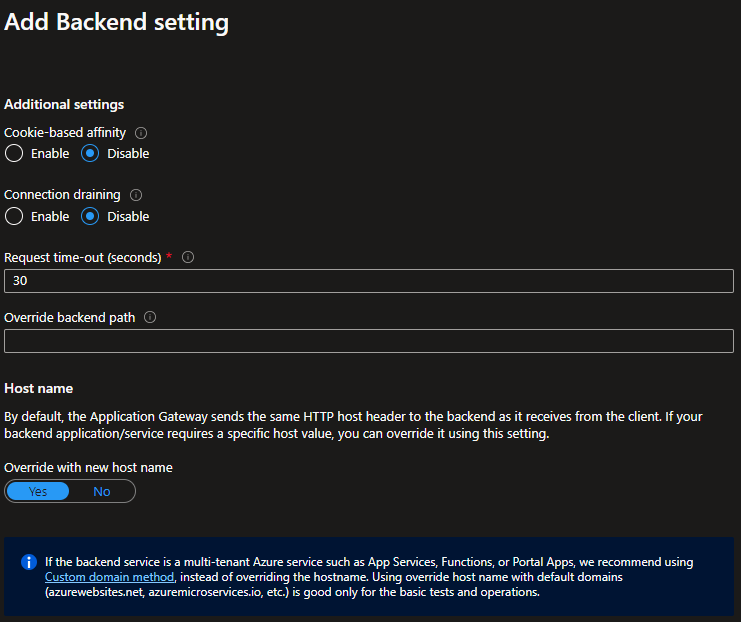 Add Backend setting
Additional settings
Cookie-based affinity
Enable Disable
Connection draining
Enable Disable
Request time-out (seconds) *
30
Override backend path
Host name
By default, the Application Gateway sends the same HTTP host header to the backend as it receives from the client. If your
backend application/service requires a specific host value, you can override it using this setting.
Override with new host name
Yes No
If the backend service is a multi-tenant Azure service such as App Services, Functions, or Portal Apps, we recommend using
Custom domain method, instead of overriding the hostname. Using override host name with default domains
(azurewebsites.net, azuremicroservices.io, etc.) is good only for the basic tests and operations.